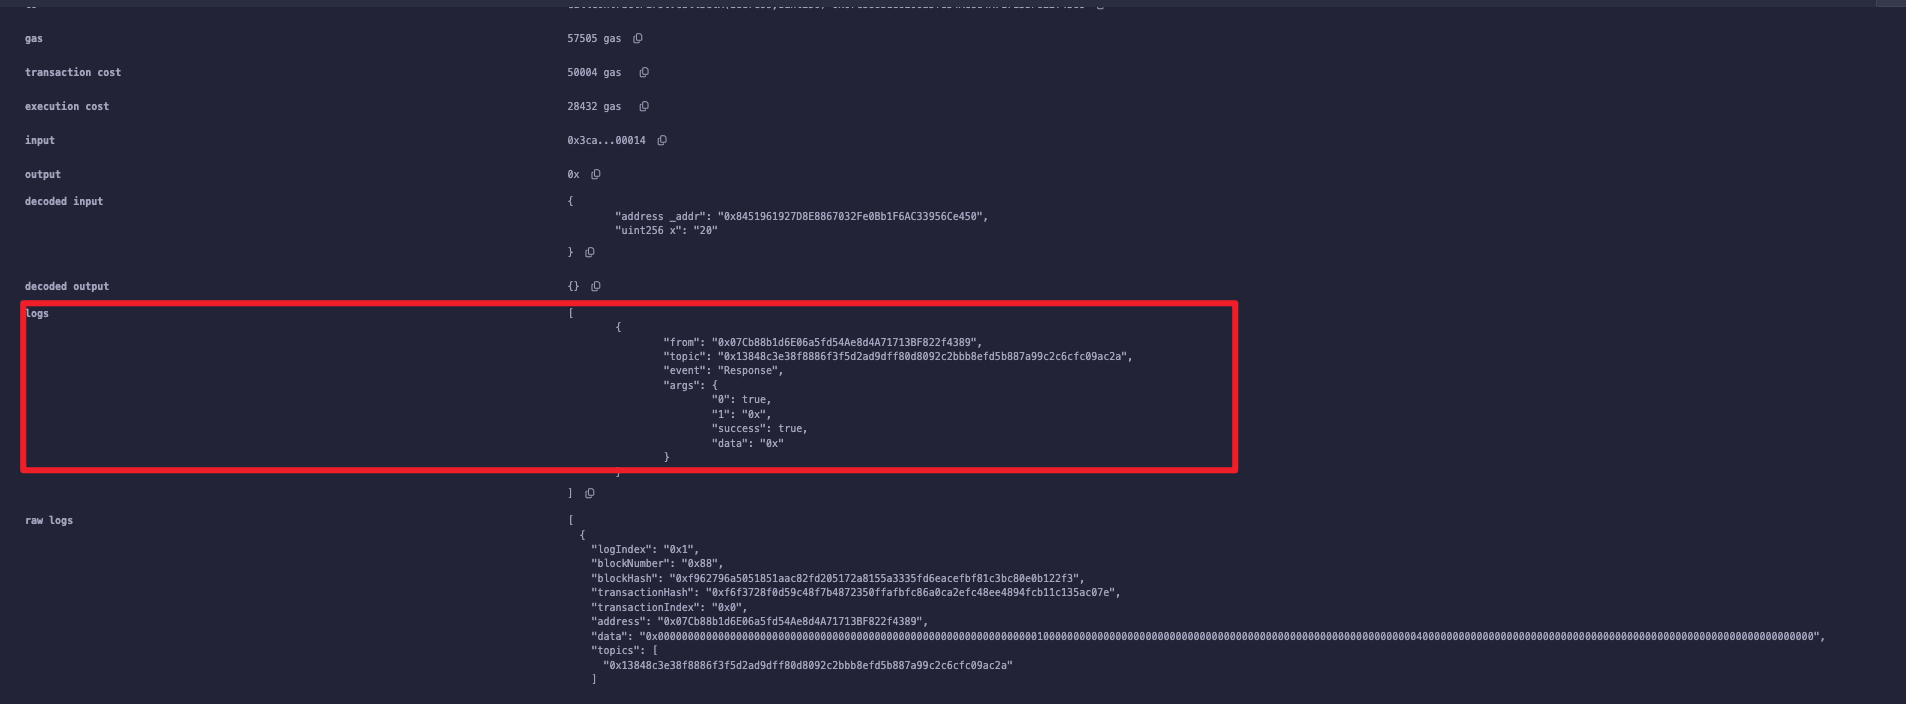 gas 57505 gas
transaction cost 50004 gas
execution cost 28432 gas
input 0x3ca...00014
output 0x
decoded input {
"address _addr": "0x8451961927D8E8867032Fe0Bb1F6AC33956Ce450",
"uint256 x": "20"
}
decoded output {}
logs [
{
"from": "0x07Cb88b1d6E06a5fd54Ae8d4A71713BF822f4389",
"topic": "0x13848c3e38f8886f3f5d2ad9dff80d8092c2bbb8efd5b887a99c2c6cfc09ac2a",
"event": "Response",
"args": {
"0": true,
"1": "0x",
"success": true,
"data": "0x"
}
]
raw logs [
{
"logIndex": "0x1",
"blockNumber": "0x88",
"blockHash": "0xf962796a5051851aac82fd205172a8155a3335fd6eacefbf81c3bc80e0b122f3",
"transactionHash": "0xf6f3728f0d59c48f7b4872350ffafbfc86a0ca2efc48ee4894fcb11c135ac07e",
"transactionIndex": "0x0",
"address": "0x07Cb88b1d6E06a5fd54Ae8d4A71713BF822f4389",
"data": "0x000000000000000000000000000000000000000000000000000000000000000100000000000000000000000000000000000000000000000000000000000000400000000000000000000000000000000000000000000000000000000000000000",
"topics": [
"0x13848c3e38f8886f3f5d2ad9dff80d8092c2bbb8efd5b887a99c2c6cfc09ac2a"
]